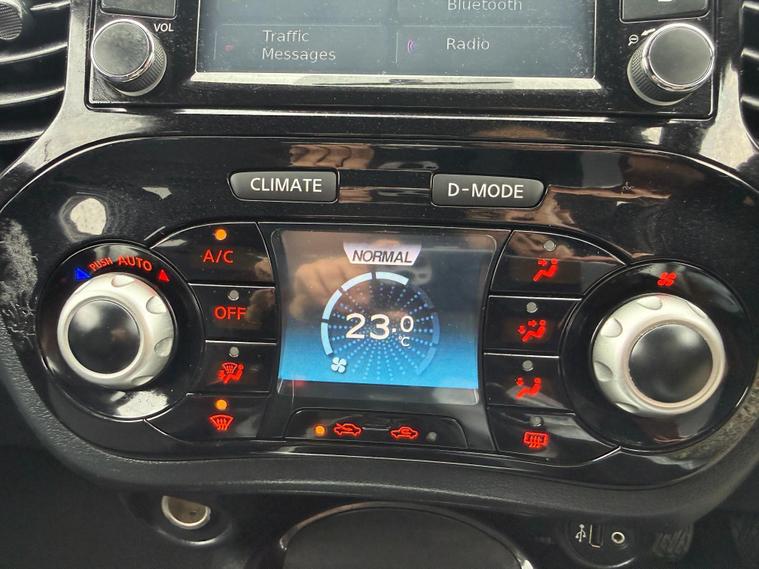 Bluetooth
VOL
Traffic
Messages
Radio
CLIMATE
D-MODE
A/C
PUSH AUTO
NORMAL
OFF
23.0
°C